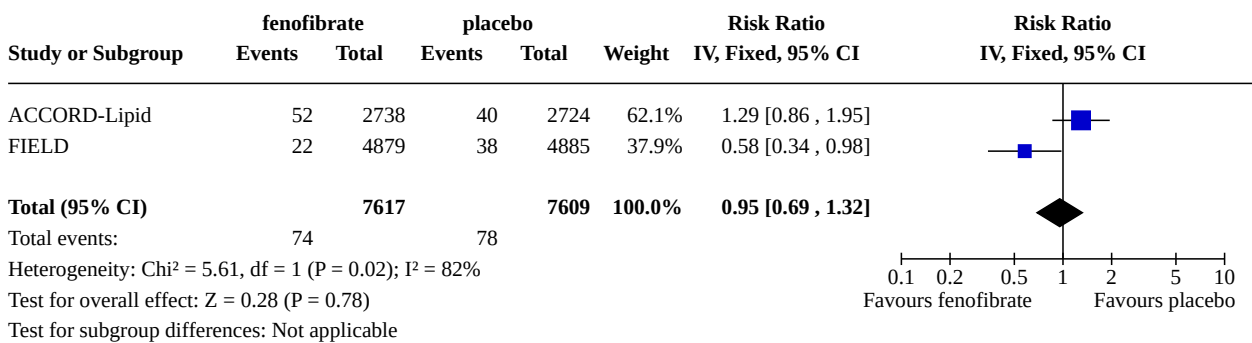 fenofibrate placebo Risk Ratio Risk Ratio
Study or Subgroup Events Total Events Total Weight IV, Fixed, 95% CI IV, Fixed, 95% CI
ACCORD-Lipid 52 2738 40 2724 62.1% 1.29 [0.86 , 1.95]
FIELD 22 4879 38 4885 37.9% 0.58 [0.34 , 0.98]
Total (95% CI) 7617 7609 100.0% 0.95 [0.69 , 1.32]
Total events: 74 78
Heterogeneity: Chi² = 5.61, df = 1 (P = 0.02); I² = 82%
0.1 0.2 0.5 1 2 5 10
Test for overall effect: Z = 0.28 (P = 0.78)
Favours fenofibrate Favours placebo
Test for subgroup differences: Not applicable